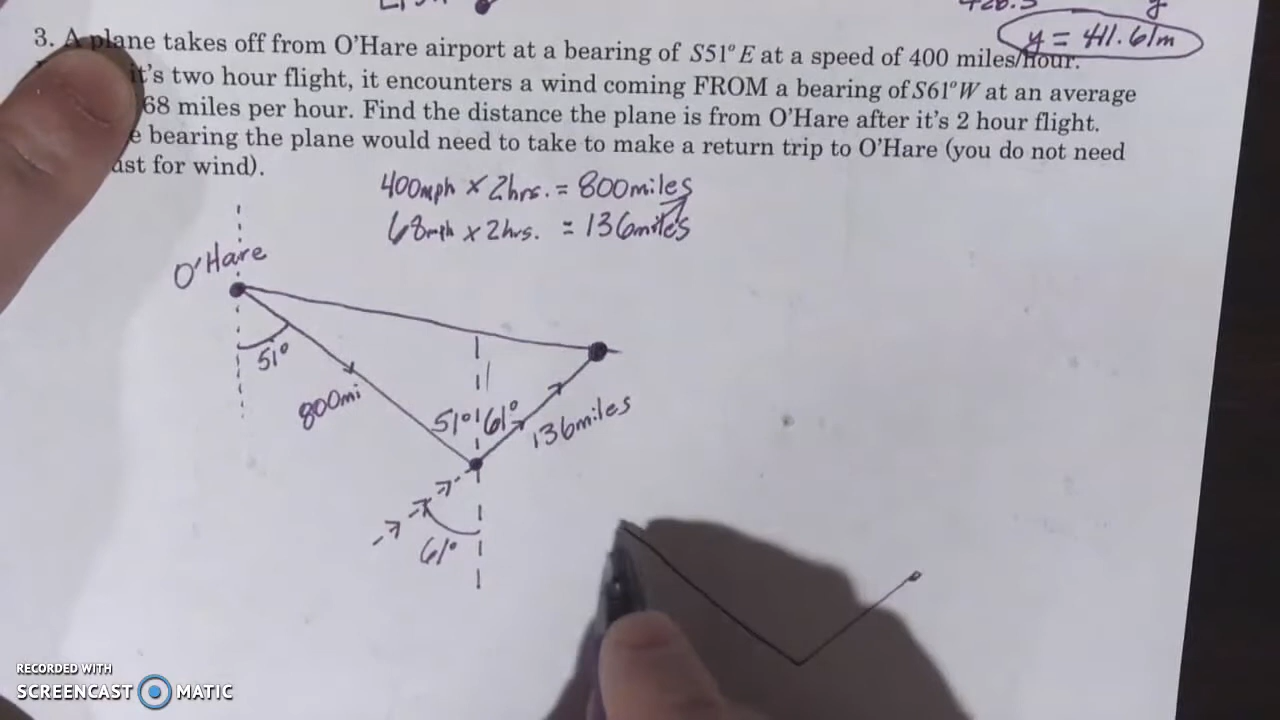 y = 411.61m
3. A plane takes off from O'Hare airport at a bearing of S51°E at a speed of 400 miles/hour.
it's two hour flight, it encounters a wind coming FROM a bearing of S61°W at an average
68 miles per hour. Find the distance the plane is from O'Hare after it's 2 hour flight.
e bearing the plane would need to take to make a return trip to O'Hare (you do not need
ust for wind).
400mph x 2hrs. = 800miles
68mph x 2hrs. = 136miles
O'Hare
51°
800mi
51° 61°
136miles
61°
RECORDED WITH
SCREENCAST MATIC